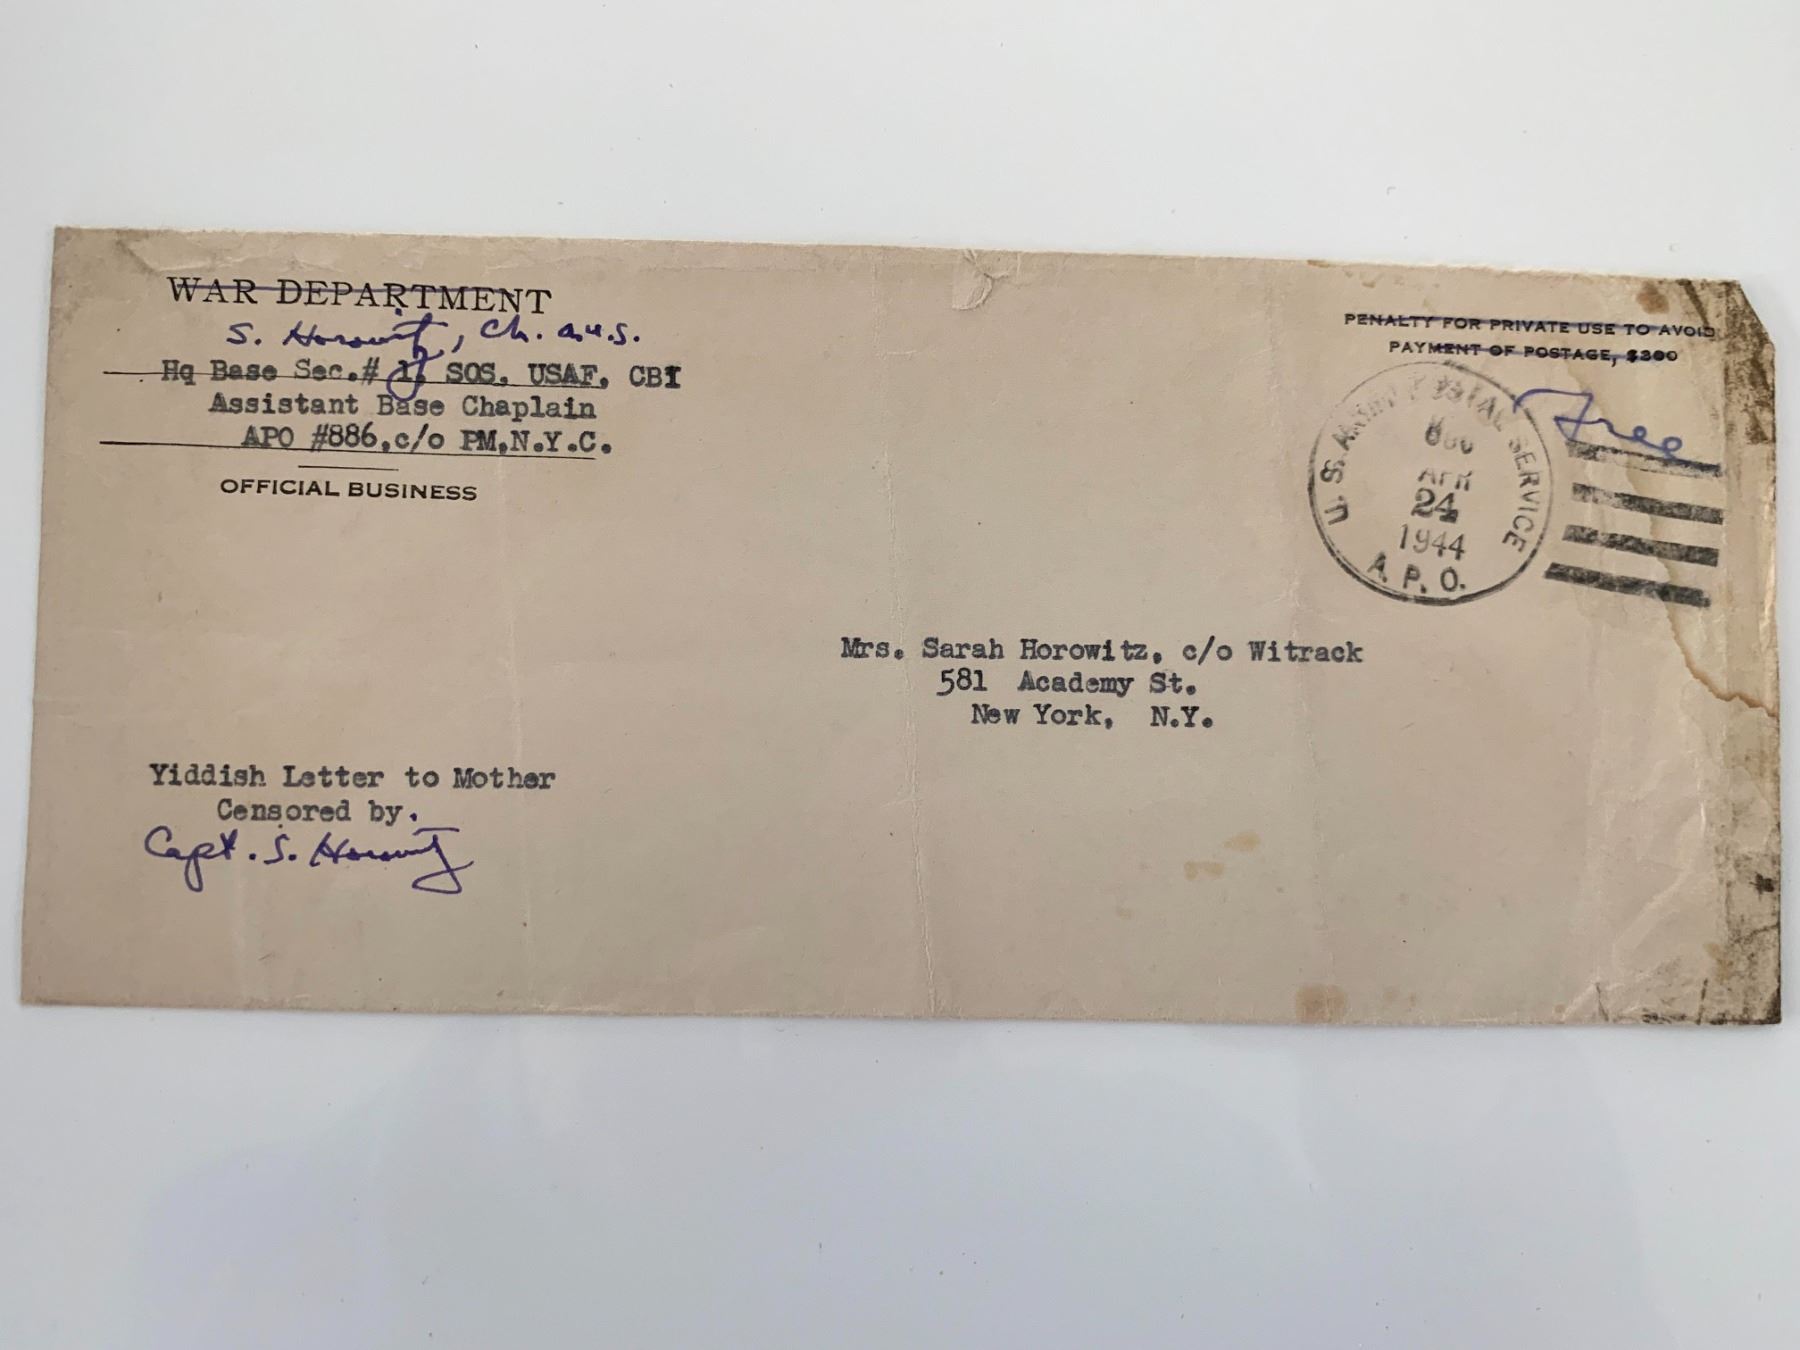 WAR DEPARTMENT
S. Horowitz, Ch. A.U.S.
Hq Base Sec.# 1, SOS, USAF, CBI
Assistant Base Chaplain
APO #886,c/o PM,N.Y.C.
OFFICIAL BUSINESS
PENALTY FOR PRIVATE USE TO AVOID
PAYMENT OF POSTAGE, $300
Free
U. S. ARMY POSTAL SERVICE
APR
24
1944
A. P. O.
Mrs. Sarah Horowitz, c/o Witrack
581 Academy St.
New York, N.Y.
Yiddish Letter to Mother
Censored by.
Capt. S. Horowitz